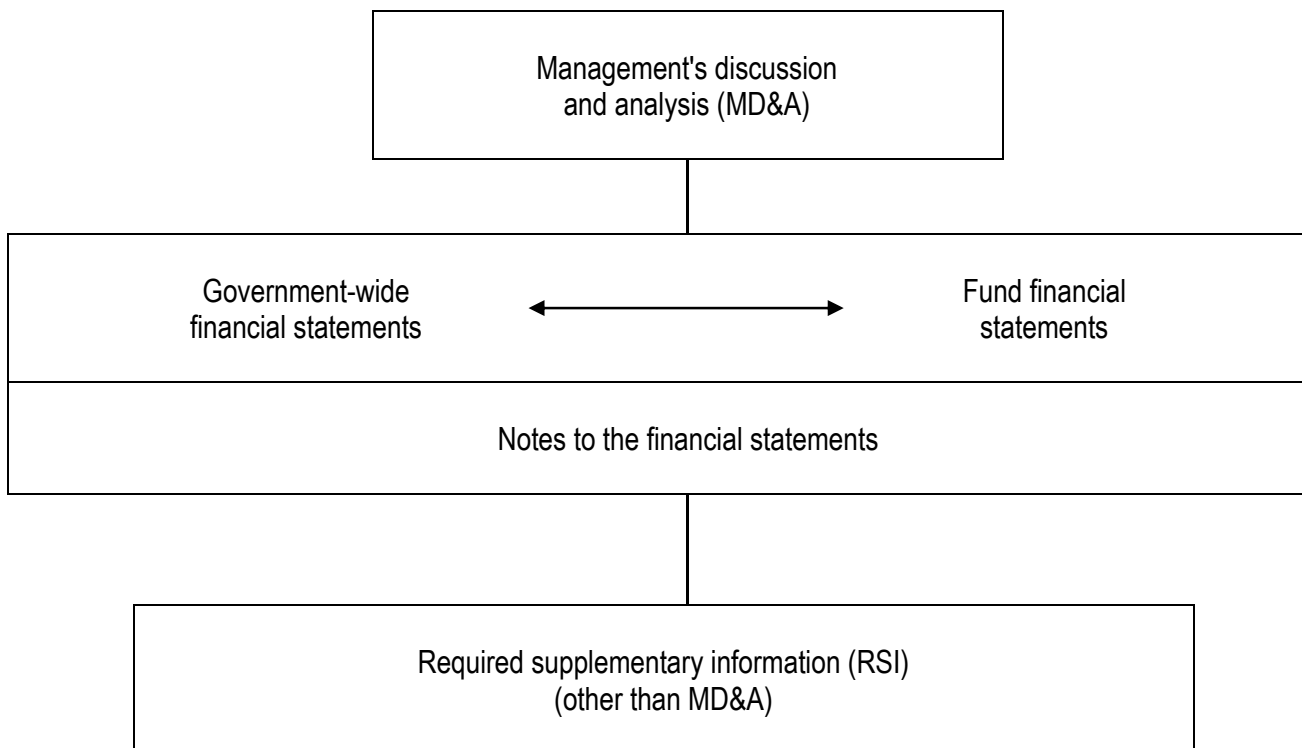 Management's discussion
and analysis (MD&A)
Government-wide
financial statements
Fund financial
statements
Notes to the financial statements
Required supplementary information (RSI)
(other than MD&A)